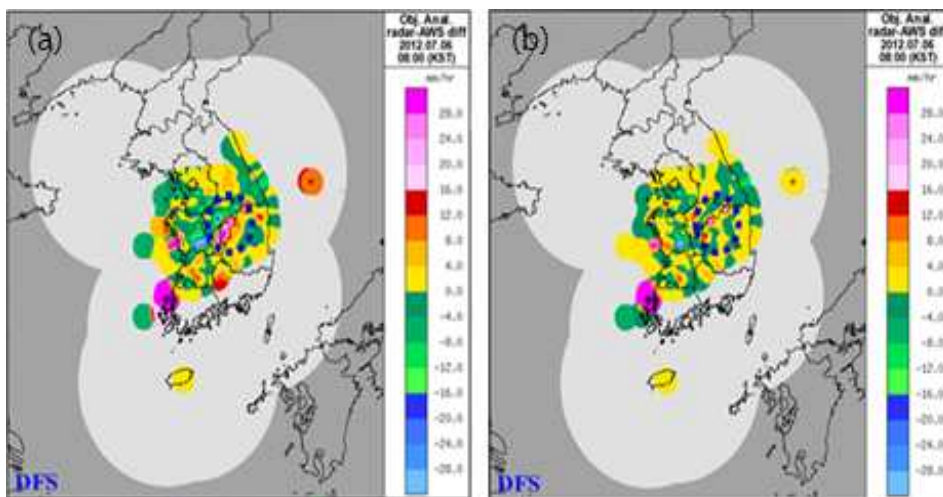 (a)
Obj. Anal.
radar-AWS diff
2012.07.06
08:00 (KST)
mm/hr
28.0
24.0
20.0
16.0
12.0
8.0
4.0
0.0
-4.0
-8.0
-12.0
-16.0
-20.0
-24.0
-28.0
DFS
(b)
Obj. Anal.
radar-AWS diff
2012.07.06
08:00 (KST)
mm/hr
28.0
24.0
20.0
16.0
12.0
8.0
4.0
0.0
-4.0
-8.0
-12.0
-16.0
-20.0
-24.0
-28.0
DFS